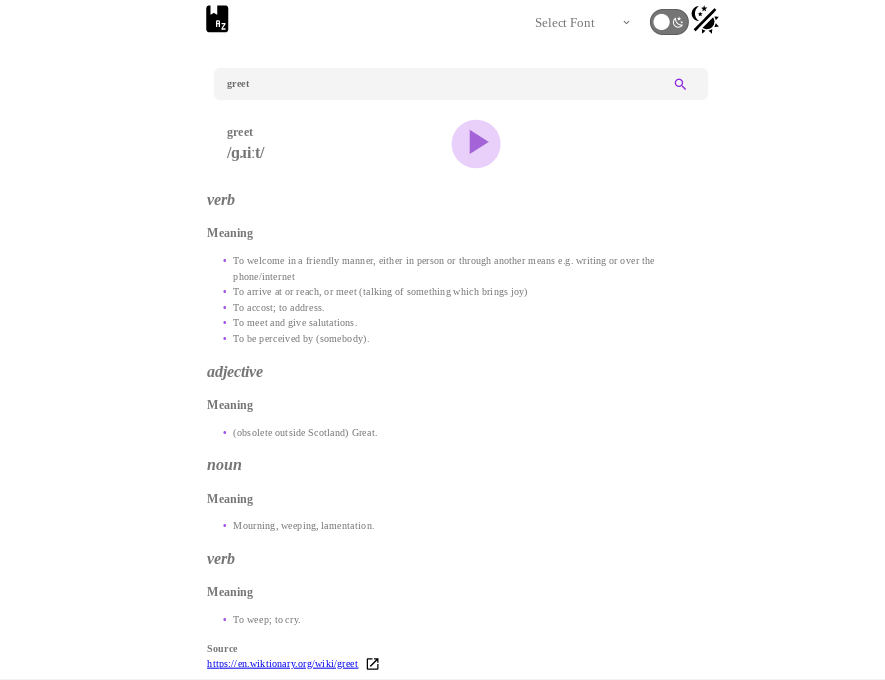 AZ
Select Font
greet
greet
/ɡɹiːt/
verb
Meaning
To welcome in a friendly manner, either in person or through another means e.g. writing or over the
phone/internet
To arrive at or reach, or meet (talking of something which brings joy)
To accost; to address.
To meet and give salutations.
To be perceived by (somebody).
adjective
Meaning
(obsolete outside Scotland) Great.
noun
Meaning
Mourning, weeping, lamentation.
verb
Meaning
To weep; to cry.
Source
https://en.wiktionary.org/wiki/greet